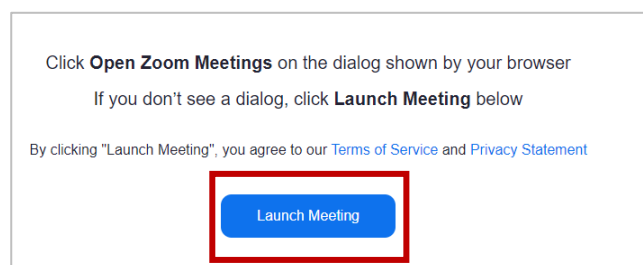 Click Open Zoom Meetings on the dialog shown by your browser
If you don’t see a dialog, click Launch Meeting below
By clicking "Launch Meeting", you agree to our Terms of Service and Privacy Statement
Launch Meeting